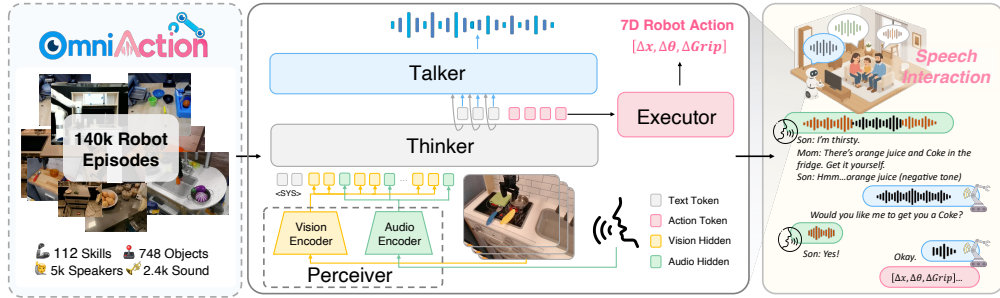 OmniAction
140k Robot
Episodes
112 Skills
748 Objects
5k Speakers
2.4k Sound
7D Robot Action
[Δx, Δθ, ΔGrip]
Talker
Thinker
Executor
<SYS>
...
Vision
Encoder
Audio
Encoder
Perceiver
Text Token
Action Token
Vision Hidden
Audio Hidden
Speech
Interaction
Son: I'm thirsty.
Mom: There's orange juice and Coke in the
fridge. Get it yourself.
Son: Hmm...orange juice (negative tone)
Would you like me to get you a Coke?
Son: Yes!
Okay.
[Δx, Δθ, ΔGrip]...